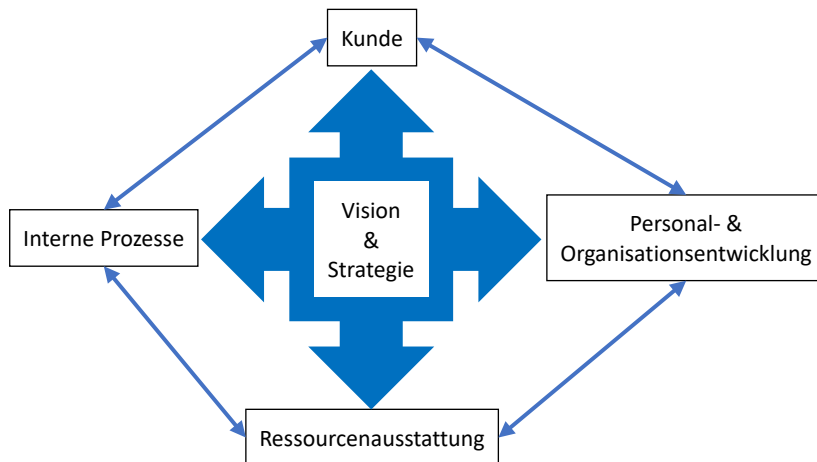 Kunde
Interne Prozesse
Vision
&
Strategie
Personal- &
Organisationsentwicklung
Ressourcenausstattung